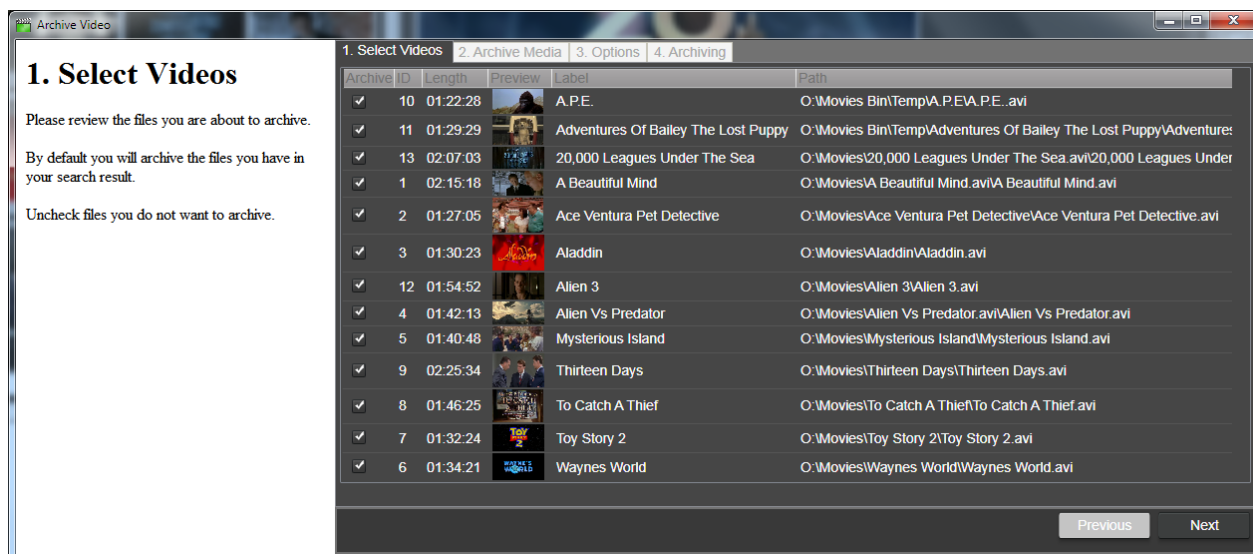 Archive Video
1. Select Videos
Please review the files you are about to archive.
By default you will archive the files you have in
your search result.
Uncheck files you do not want to archive.
1. Select Videos 2. Archive Media 3. Options 4. Archiving
Archive ID Length Preview Label Path
10 01:22:28 A.P.E. O:\Movies Bin\Temp\A.P.E\A.P.E..avi
11 01:29:29 Adventures Of Bailey The Lost Puppy O:\Movies Bin\Temp\Adventures Of Bailey The Lost Puppy\Adventures
13 02:07:03 20,000 Leagues Under The Sea O:\Movies\20,000 Leagues Under The Sea.avi\20,000 Leagues Under
1 02:15:18 A Beautiful Mind O:\Movies\A Beautiful Mind.avi\A Beautiful Mind.avi
2 01:27:05 Ace Ventura Pet Detective O:\Movies\Ace Ventura Pet Detective\Ace Ventura Pet Detective.avi
3 01:30:23 Aladdin Aladdin O:\Movies\Aladdin\Aladdin.avi
12 01:54:52 Alien 3 O:\Movies\Alien 3\Alien 3.avi
4 01:42:13 Alien Vs Predator O:\Movies\Alien Vs Predator.avi\Alien Vs Predator.avi
5 01:40:48 Mysterious Island O:\Movies\Mysterious Island\Mysterious Island.avi
9 02:25:34 Thirteen Days O:\Movies\Thirteen Days\Thirteen Days.avi
8 01:46:25 To Catch A Thief O:\Movies\To Catch A Thief\To Catch A Thief.avi
7 01:32:24 TOY STORY 2 Toy Story 2 O:\Movies\Toy Story 2\Toy Story 2.avi
6 01:34:21 WAYNE'S WORLD Waynes World O:\Movies\Waynes World\Waynes World.avi
Previous Next